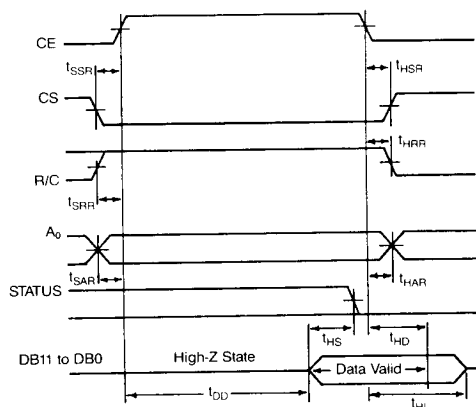 CE
tSSR
tHSR
CS
tHRR
R/C
tSRR
A0
tSAR
tHAR
STATUS
tHS
tHD
DB11 to DB0
High-Z State
Data Valid
tDD
tHL